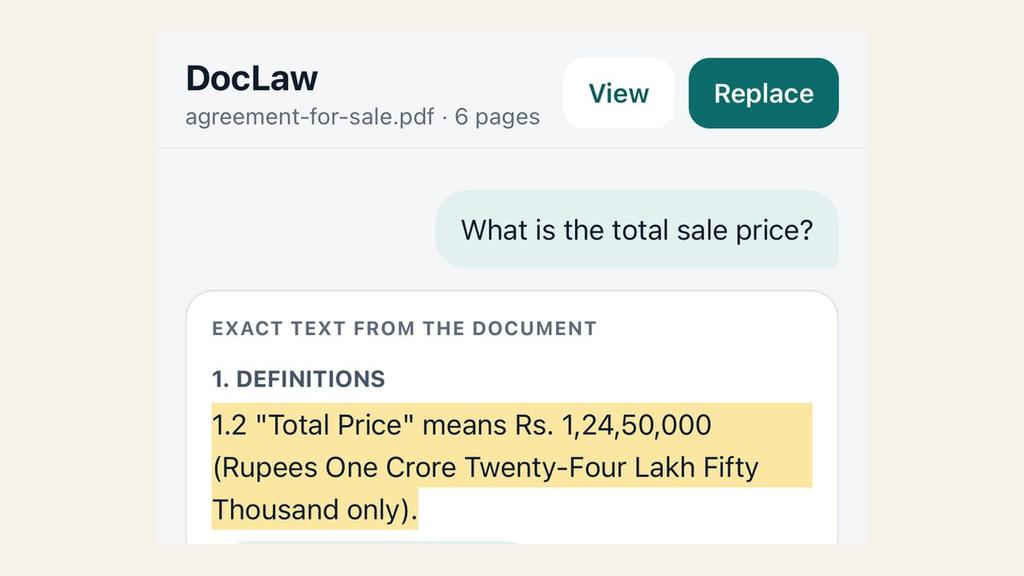 DocLaw
agreement-for-sale.pdf · 6 pages
View
Replace
What is the total sale price?
EXACT TEXT FROM THE DOCUMENT
1. DEFINITIONS
1.2 "Total Price" means Rs. 1,24,50,000
(Rupees One Crore Twenty-Four Lakh Fifty
Thousand only).